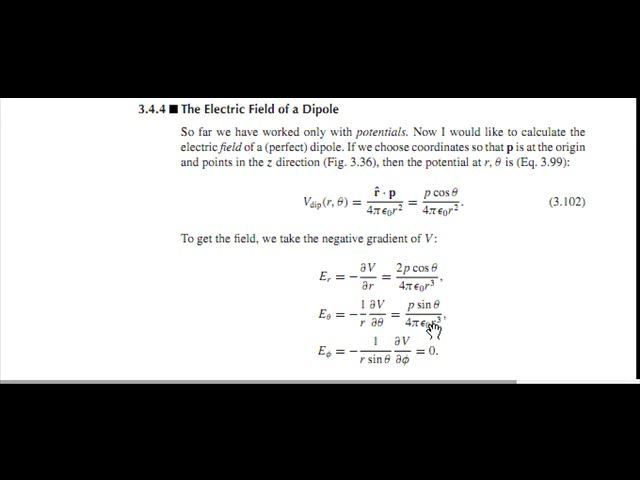 3.4.4 ■ The Electric Field of a Dipole
So far we have worked only with potentials. Now I would like to calculate the
electric field of a (perfect) dipole. If we choose coordinates so that p is at the origin
and points in the z direction (Fig. 3.36), then the potential at r, θ is (Eq. 3.99):
V_dip(r, θ) = r̂ · p / 4πϵ₀r² = p cos θ / 4πϵ₀r². (3.102)
To get the field, we take the negative gradient of V:
E_r = −∂V/∂r = 2p cos θ / 4πϵ₀r³,
E_θ = −1/r ∂V/∂θ = p sin θ / 4πϵ₀r³,
E_ϕ = −1/(r sin θ) ∂V/∂ϕ = 0.